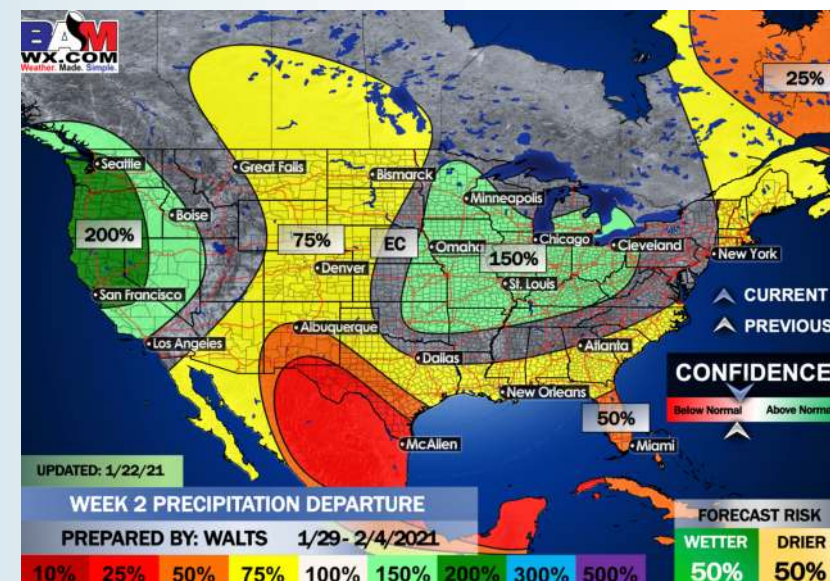 BAM
WX.COM
Weather. Made. Simple.
25%
Seattle
Great Falls
Bismarck
Minneapolis
Boise
200%
75%
EC
Omaha
Chicago
150%
Cleveland
New York
Denver
St. Louis
San Francisco
CURRENT
PREVIOUS
Los Angeles
Albuquerque
Dallas
Atlanta
CONFIDENCE
Below Normal
Above Norma
New Orleans
50%
McAllen
Miami
UPDATED: 1/22/21
WEEK 2 PRECIPITATION DEPARTURE
PREPARED BY: WALTS 1/29- 2/4/2021
FORECAST RISK
WETTER DRIER
50% 50%
10% 25% 50% 75% 100% 150% 200% 300% 500%